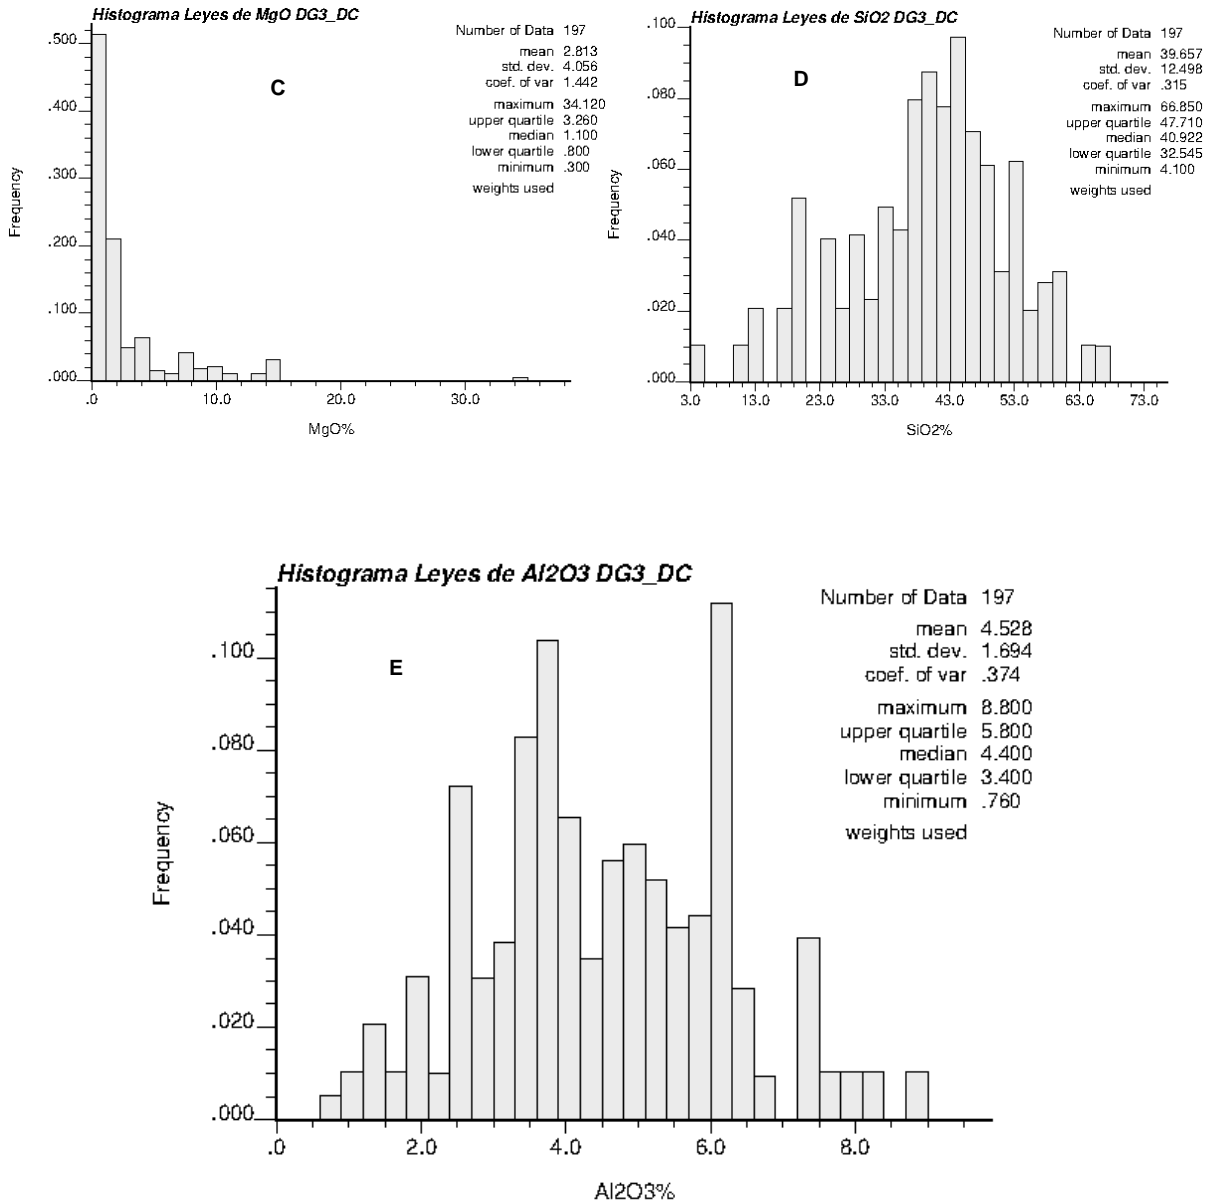 Histograma Leyes de MgO DG3_DC
Number of Data 197
mean 2.813
std. dev. 4.056
coef. of var 1.442
maximum 34.120
upper quartile 3.260
median 1.100
lower quartile .800
minimum .300
weights used
C
Frequency
.500
.400
.300
.200
.100
.000
.0 10.0 20.0 30.0
MgO%
Histograma Leyes de SiO2 DG3_DC
Number of Data 197
mean 39.657
std. dev. 12.498
coef. of var .315
maximum 66.850
upper quartile 47.710
median 40.922
lower quartile 32.545
minimum 4.100
weights used
D
Frequency
.100
.080
.060
.040
.020
.000
3.0 13.0 23.0 33.0 43.0 53.0 63.0 73.0
SiO2%
Histograma Leyes de Al2O3 DG3_DC
Number of Data 197
mean 4.528
std. dev. 1.694
coef. of var .374
maximum 8.800
upper quartile 5.800
median 4.400
lower quartile 3.400
minimum .760
weights used
E
Frequency
.100
.080
.060
.040
.020
.000
.0 2.0 4.0 6.0 8.0
Al2O3%